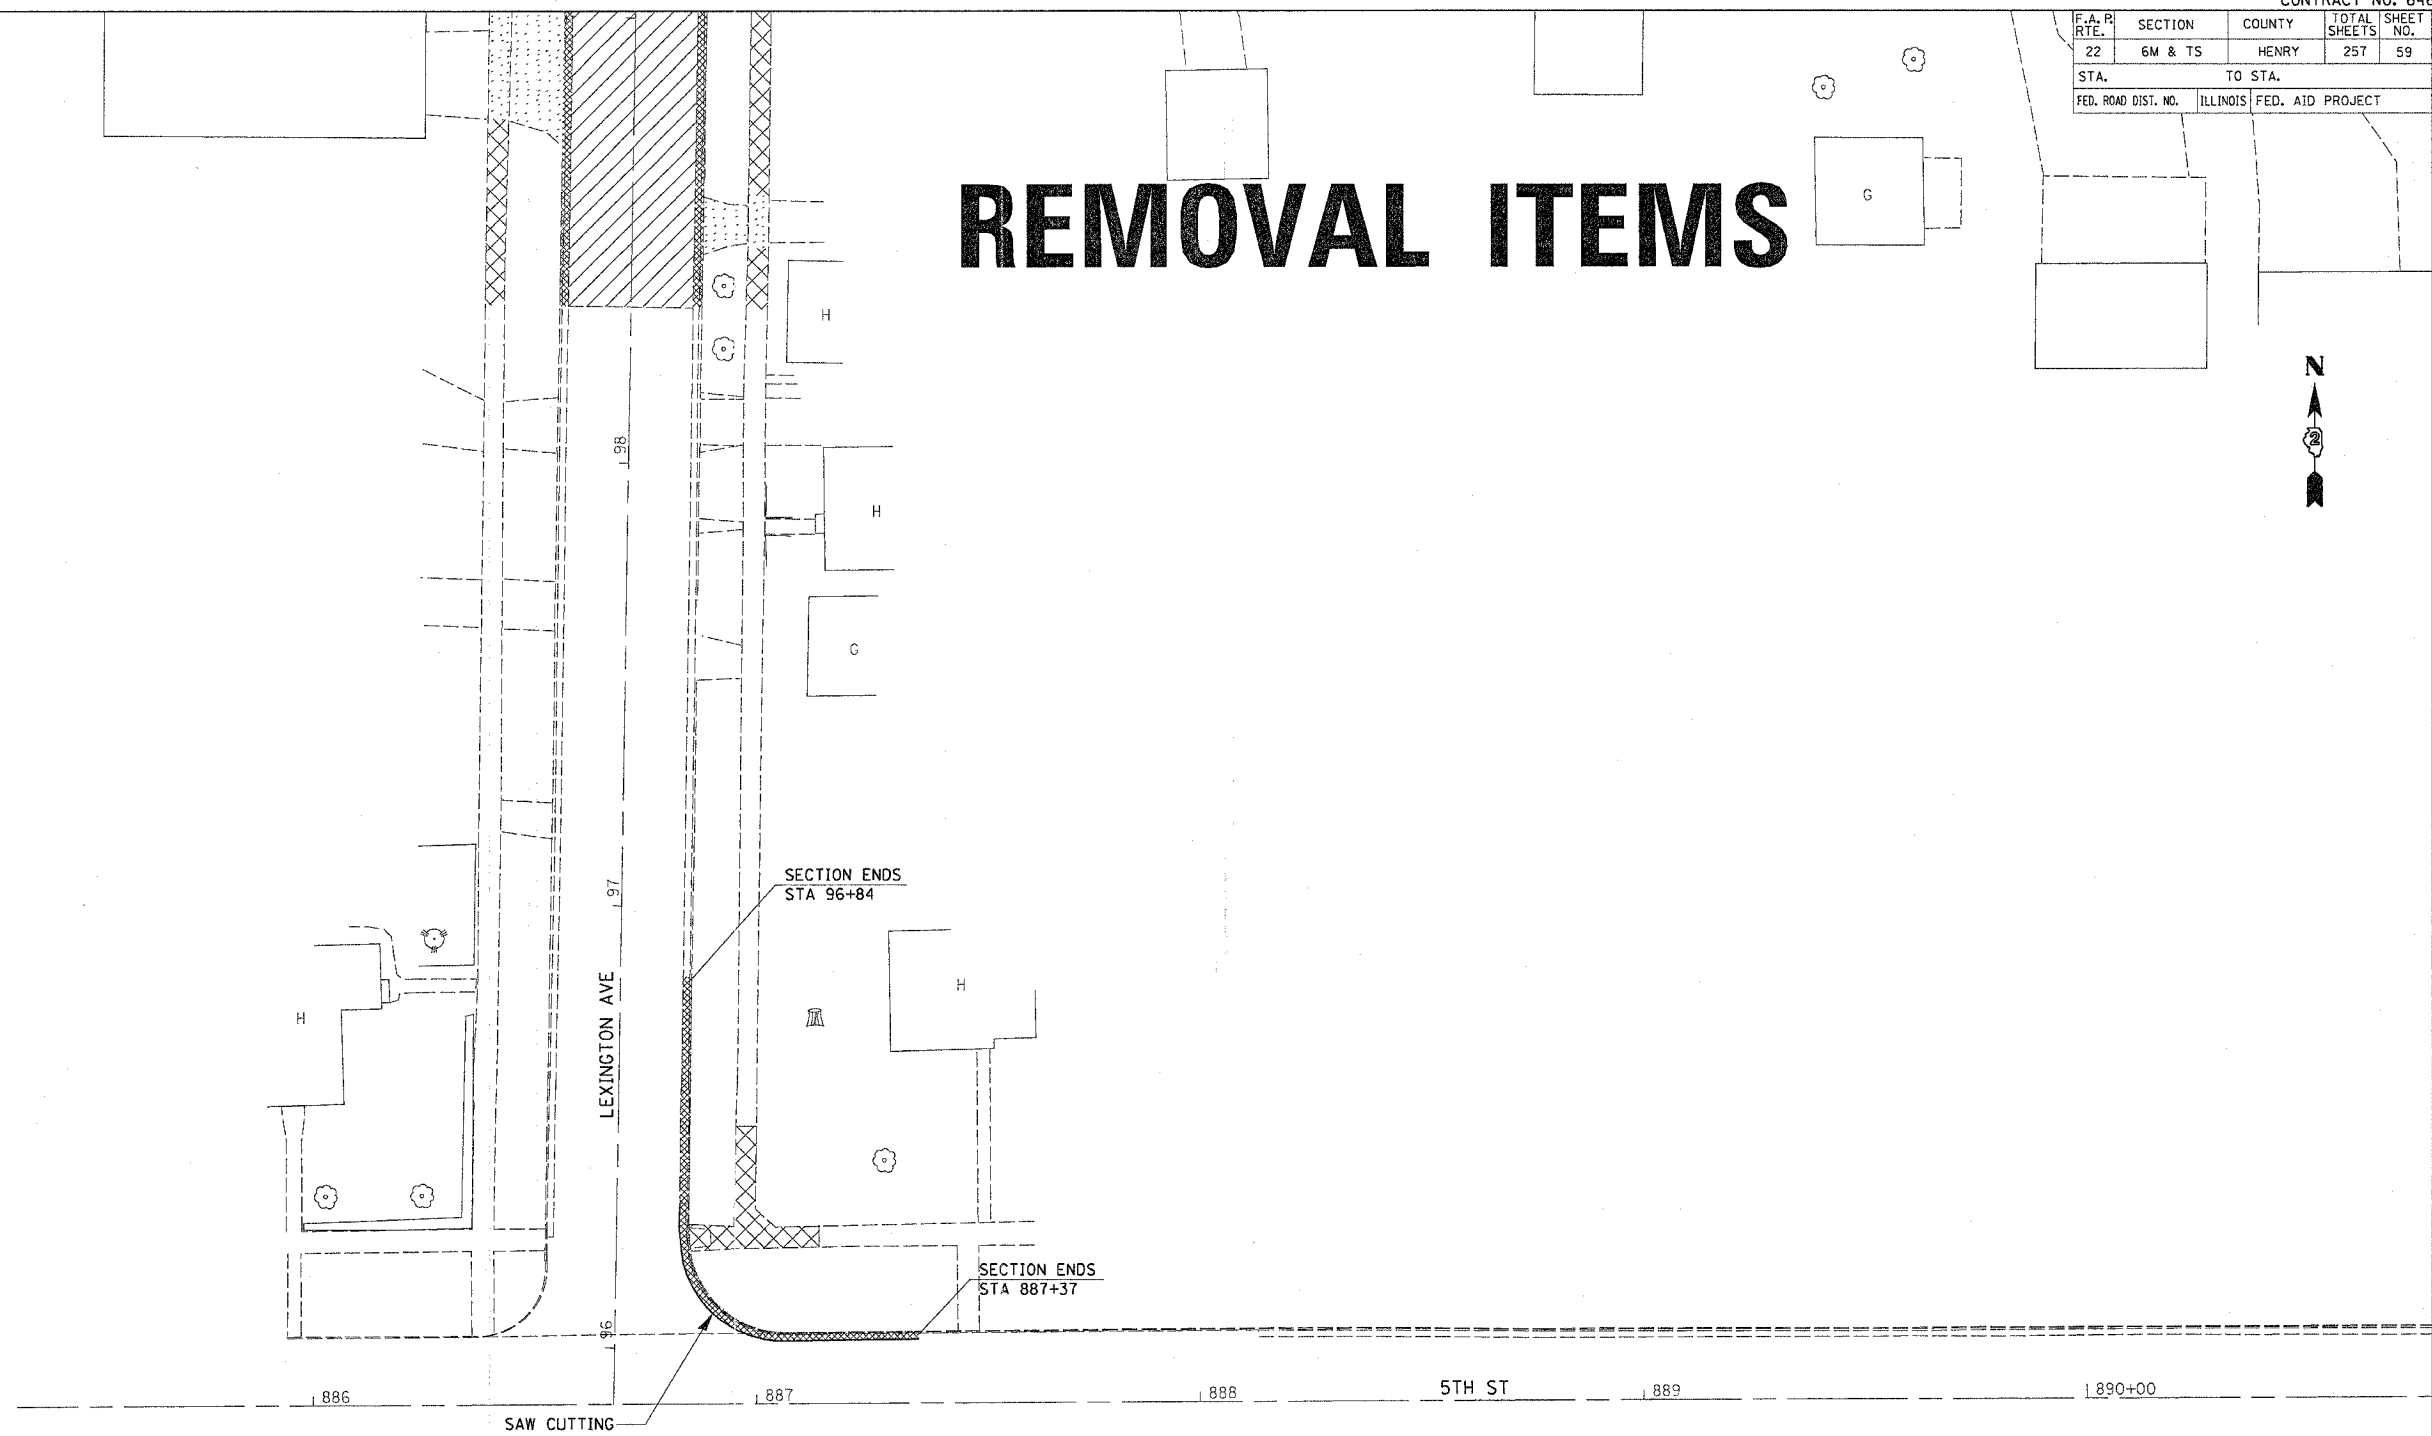 CONTRACT NO.
F.A.P. RTE. SECTION COUNTY TOTAL SHEETS SHEET NO.
22 6M & TS HENRY 257 59
STA. TO STA.
FED. ROAD DIST. NO. ILLINOIS FED. AID PROJECT
REMOVAL ITEMS
G
H
N
2
98
H
G
SECTION ENDS
STA 96+84
97
LEXINGTON AVE
H
H
SECTION ENDS
STA 887+37
96
886
887
888
5TH ST
889
890+00
SAW CUTTING